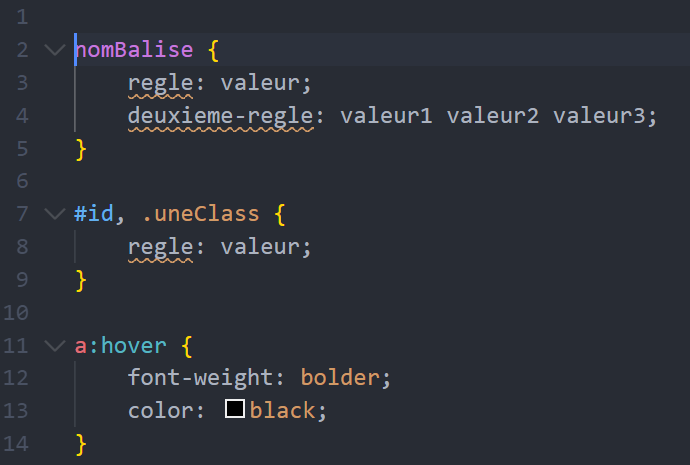 1
2 nomBalise {
3 regle: valeur;
4 deuxieme-regle: valeur1 valeur2 valeur3;
5 }
6
7 #id, .uneClass {
8 regle: valeur;
9 }
10
11 a:hover {
12 font-weight: bolder;
13 color: black;
14 }